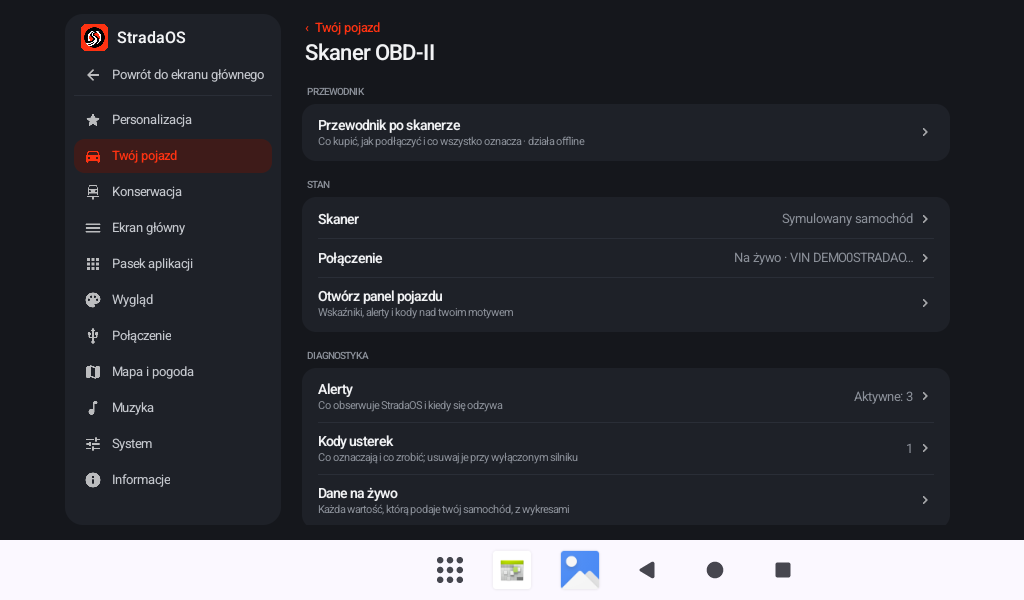 StradaOS
Powrót do ekranu głównego
Personalizacja
Twój pojazd
Konserwacja
Ekran główny
Pasek aplikacji
Wygląd
Połączenie
Mapa i pogoda
Muzyka
System
Informacje
‹ Twój pojazd
Skaner OBD-II
PRZEWODNIK
Przewodnik po skanerze
Co kupić, jak podłączyć i co wszystko oznacza · działa offline
STAN
Skaner
Symulowany samochód
Połączenie
Na żywo · VIN DEMO0STRADAO...
Otwórz panel pojazdu
Wskaźniki, alerty i kody nad twoim motywem
DIAGNOSTYKA
Alerty
Co obserwuje StradaOS i kiedy się odzywa
Aktywne: 3
Kody usterek
Co oznaczają i co zrobić; usuwaj je przy wyłączonym silniku
1
Dane na żywo
Każda wartość, którą podaje twój samochód, z wykresami